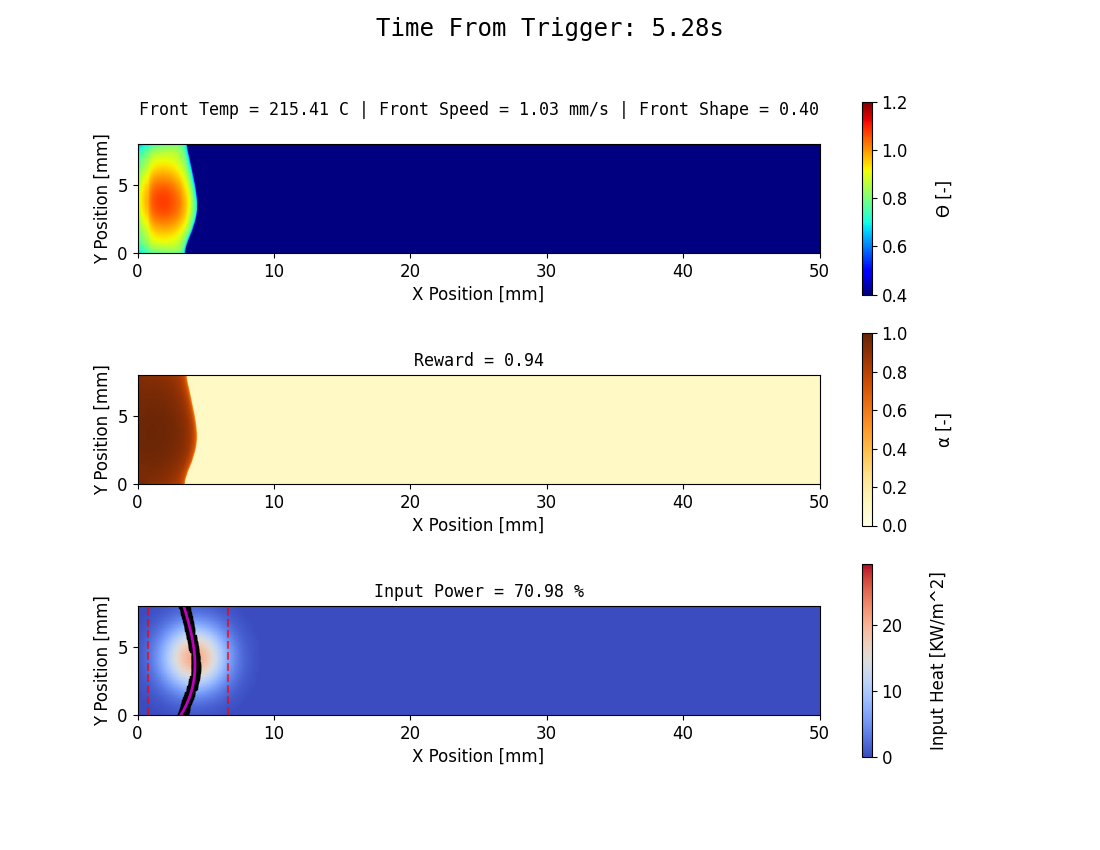 Time From Trigger: 5.28s
Front Temp = 215.41 C | Front Speed = 1.03 mm/s | Front Shape = 0.40
Y Position [mm]
5
0
0 10 20 30 40 50
X Position [mm]
1.2
1.0
0.8
0.6
0.4
Θ [-]
Reward = 0.94
Y Position [mm]
5
0
0 10 20 30 40 50
X Position [mm]
1.0
0.8
0.6
0.4
0.2
0.0
α [-]
Input Power = 70.98 %
Y Position [mm]
5
0
0 10 20 30 40 50
X Position [mm]
20
10
0
Input Heat [KW/m^2]